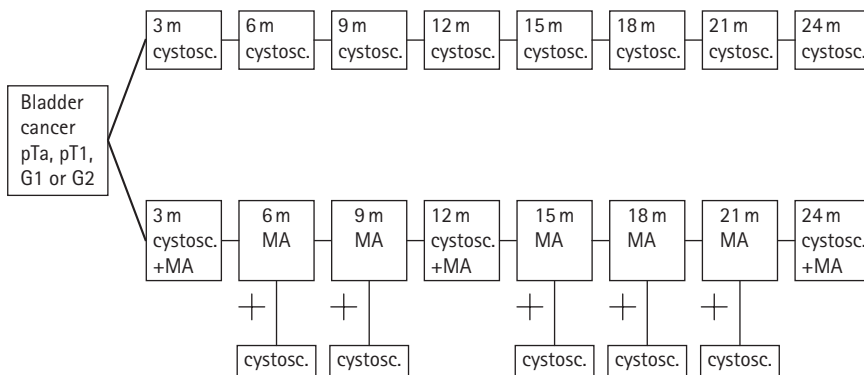 3 m
cystosc.
6 m
cystosc.
9 m
cystosc.
12 m
cystosc.
15 m
cystosc.
18 m
cystosc.
21 m
cystosc.
24 m
cystosc.
Bladder
cancer
pTa, pT1,
G1 or G2
3 m
cystosc.
+MA
6 m
MA
9 m
MA
12 m
cystosc.
+MA
15 m
MA
18 m
MA
21 m
MA
24 m
cystosc.
+MA
+
+
+
+
+
cystosc.
cystosc.
cystosc.
cystosc.
cystosc.